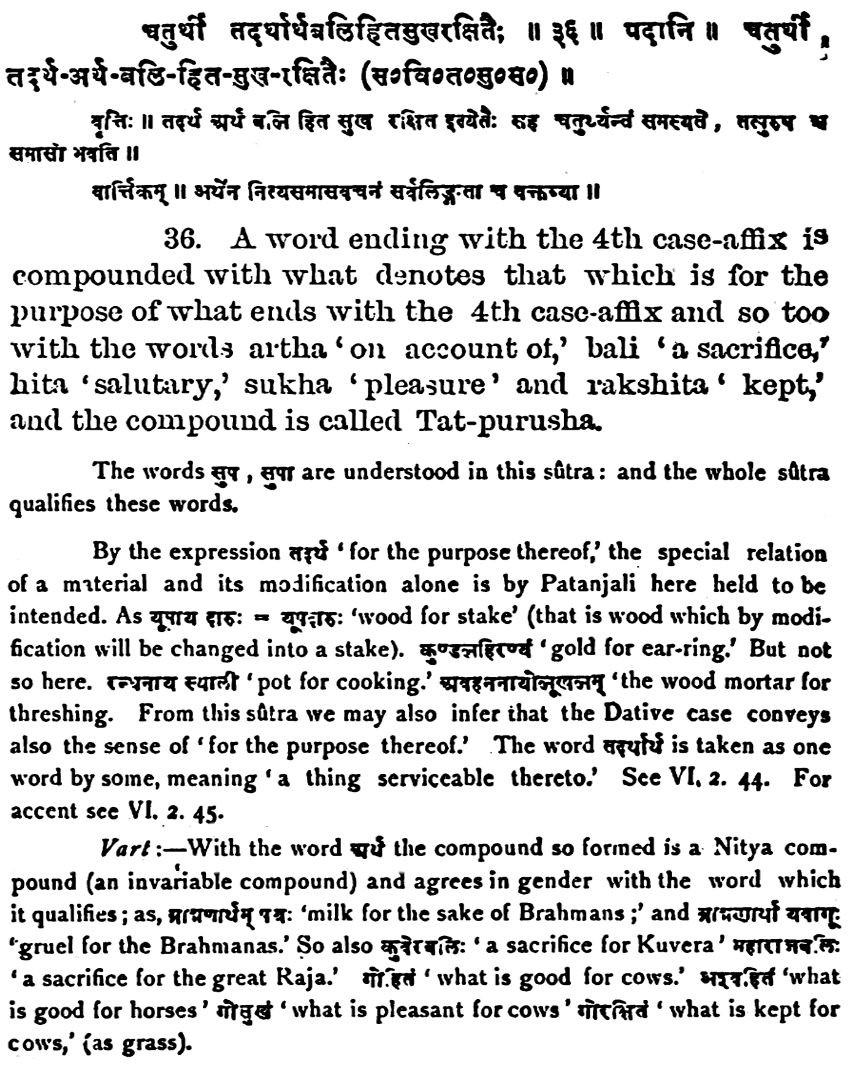 चतुर्थी तदर्थार्थबलिहितसुखरक्षितैः ॥ ३६ ॥ पदानि ॥ चतुर्थी,
तदर्थ-अर्थ-बलि-हित-सुख-रक्षितैः (स०वि०त०सु०स०) ॥
वृत्तिः ॥ तदर्थ अर्थ बलि हित सुख रक्षित इत्येतैः सह चतुर्थ्यन्तं समस्यते, तत्पुरुष श्च
समासो भवति ॥
वार्त्तिकम् ॥ अर्थेन नित्यसमासवचनं सर्वलिङ्गता च वक्तव्या ॥
36. A word ending with the 4th case-affix is
compounded with what denotes that which is for the
purpose of what ends with the 4th case-affix and so too
with the words artha ‘on account of,’ bali ‘a sacrifice,’
hita ‘salutary,’ sukha ‘pleasure’ and rakshita ‘kept,’
and the compound is called Tat-purusha.
The words सुप, सुपा are understood in this sûtra: and the whole sûtra
qualifies these words.
By the expression तदर्थ ‘for the purpose thereof,’ the special relation
of a material and its modification alone is by Patanjali here held to be
intended. As यूपाय दारुः = यूपदारुः ‘wood for stake’ (that is wood which by modi-
fication will be changed into a stake). कुण्डलहिरण्यं ‘gold for ear-ring.’ But not
so here. रन्धनाय स्थाली ‘pot for cooking.’ अवहननायोलूखलम् ‘the wood mortar for
threshing. From this sûtra we may also infer that the Dative case conveys
also the sense of ‘for the purpose thereof.’ The word तदर्थार्थ is taken as one
word by some, meaning ‘a thing serviceable thereto.’ See VI. 2. 44. For
accent see VI. 2. 45.
Vart:—With the word अर्थ the compound so formed is a Nitya com-
pound (an invariable compound) and agrees in gender with the word which
it qualifies; as, ब्राह्मणार्थम् पयः ‘milk for the sake of Brahmans;’ and ब्राह्मणार्था यवागूः
‘gruel for the Brahmanas.’ So also कुबेरबलिः ‘a sacrifice for Kuvera’ महाराजबलिः
‘a sacrifice for the great Raja.’ गोहितं ‘what is good for cows.’ अश्वहितं ‘what
is good for horses’ गोसुखं ‘what is pleasant for cows’ गोरक्षितं ‘what is kept for
cows,’ (as grass).